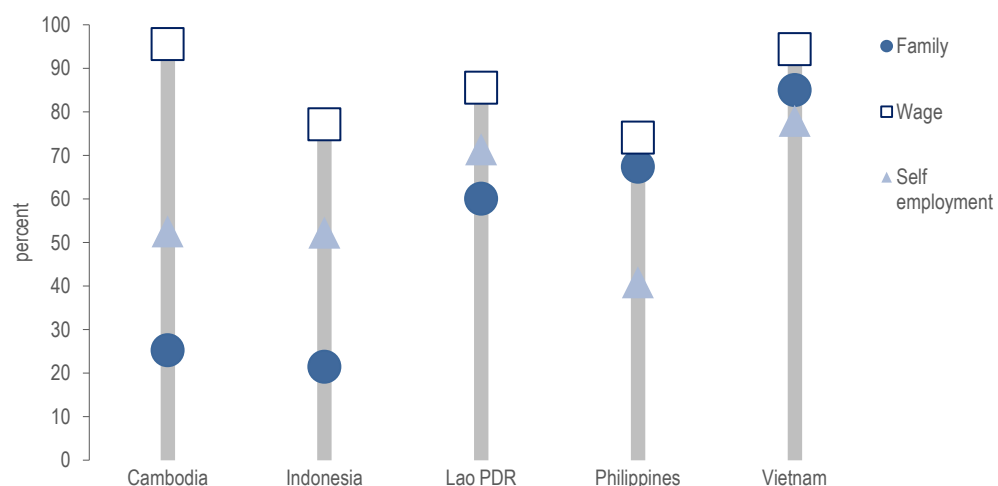 100
90
80
70
60
50
40
30
20
10
0
percent
Cambodia
Indonesia
Lao PDR
Philippines
Vietnam
Family
Wage
Self
employment